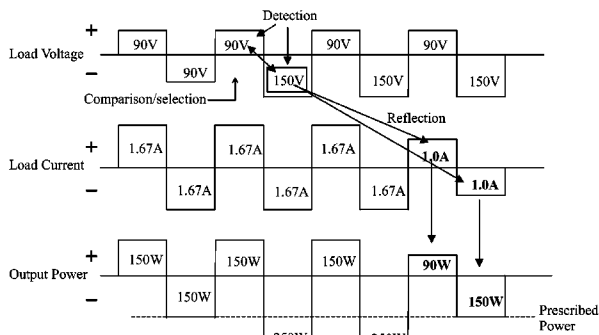 Detection
+
90V
90V
90V
90V
Load Voltage
−
90V
150V
150V
150V
Comparison/selection
Reflection
+
1.67A
1.67A
1.67A
1.0A
Load Current
−
1.67A
1.67A
1.67A
1.0A
+
150W
150W
150W
90W
Output Power
−
150W
150W
Prescribed
Power